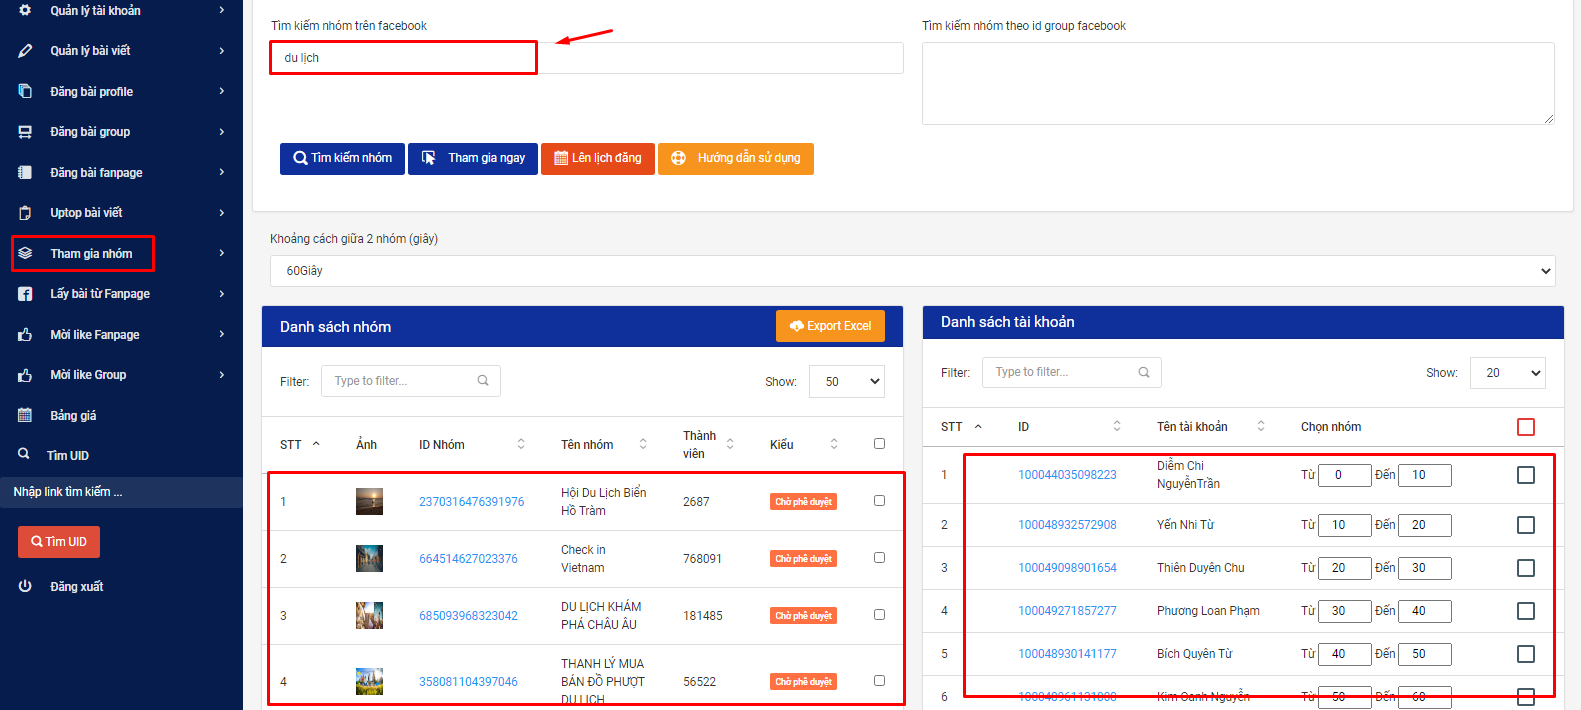 Quản lý tài khoản
Quản lý bài viết
Đăng bài profile
Đăng bài group
Đăng bài fanpage
Uptop bài viết
Tham gia nhóm
Lấy bài từ Fanpage
Mời like Fanpage
Mời like Group
Bảng giá
Tìm UID
Nhập link tìm kiếm ...
Tìm UID
Đăng xuất
Tìm kiếm nhóm trên facebook
du lịch
Tìm kiếm nhóm theo id group facebook
Tìm kiếm nhóm
Tham gia ngay
Lên lịch đăng
Hướng dẫn sử dụng
Khoảng cách giữa 2 nhóm (giây)
60Giây
Danh sách nhóm
Export Excel
Filter: Type to filter... Show: 50
STT Ảnh ID Nhóm Tên nhóm Thành viên Kiểu
1 2370316476391976 Hội Du Lịch Biển Hồ Tràm 2687 Chờ phê duyệt
2 664514627023376 Check in Vietnam 768091 Chờ phê duyệt
3 685093968323042 DU LỊCH KHÁM PHÁ CHÂU ÂU 181485 Chờ phê duyệt
4 358081104397046 THANH LÝ MUA BÁN ĐỒ PHƯỢT DU LỊCH 56522 Chờ phê duyệt
Danh sách tài khoản
Filter: Type to filter... Show: 20
STT ID Tên tài khoản Chọn nhóm
1 100044035098223 Diễm Chi NguyễnTrần Từ 0 Đến 10
2 100048932572908 Yến Nhi Từ Từ 10 Đến 20
3 100049098901654 Thiên Duyên Chu Từ 20 Đến 30
4 100049271857277 Phương Loan Phạm Từ 30 Đến 40
5 100048930141177 Bích Quyên Từ Từ 40 Đến 50
6 Kim Oanh Nguyễn Từ 50 Đến 60